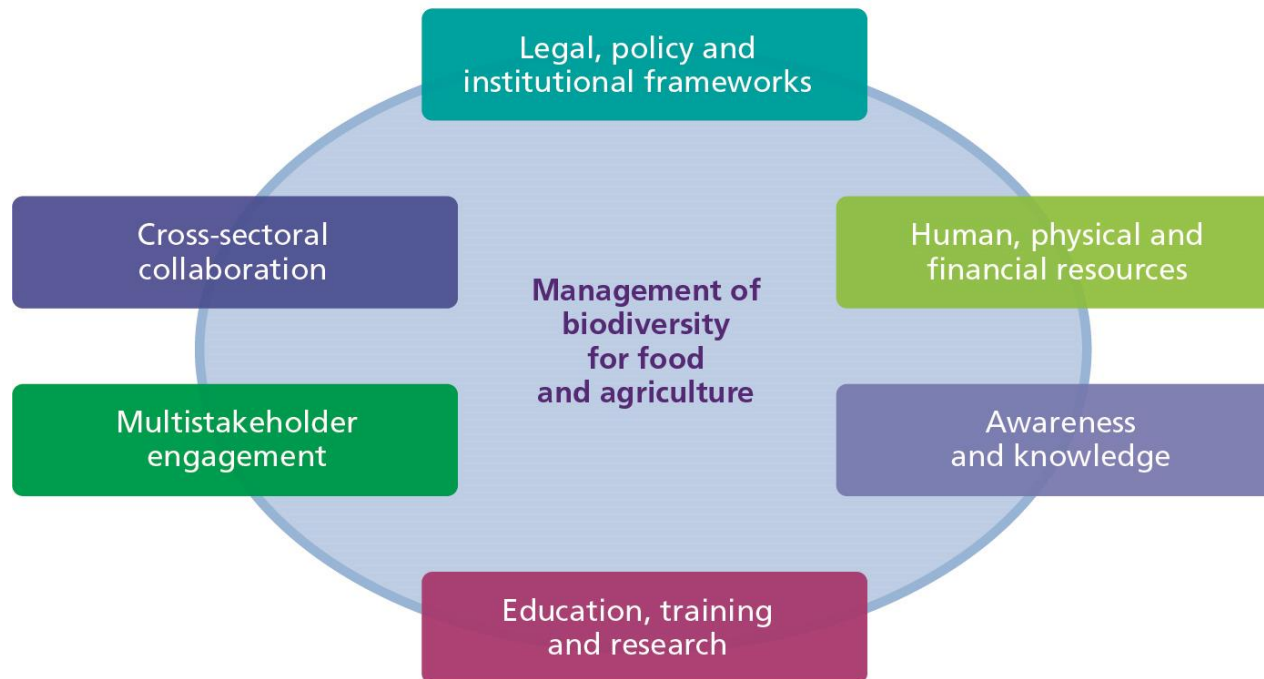 Legal, policy and
institutional frameworks
Cross-sectoral
collaboration
Human, physical and
financial resources
Management of
biodiversity
for food
and agriculture
Multistakeholder
engagement
Awareness
and knowledge
Education, training
and research